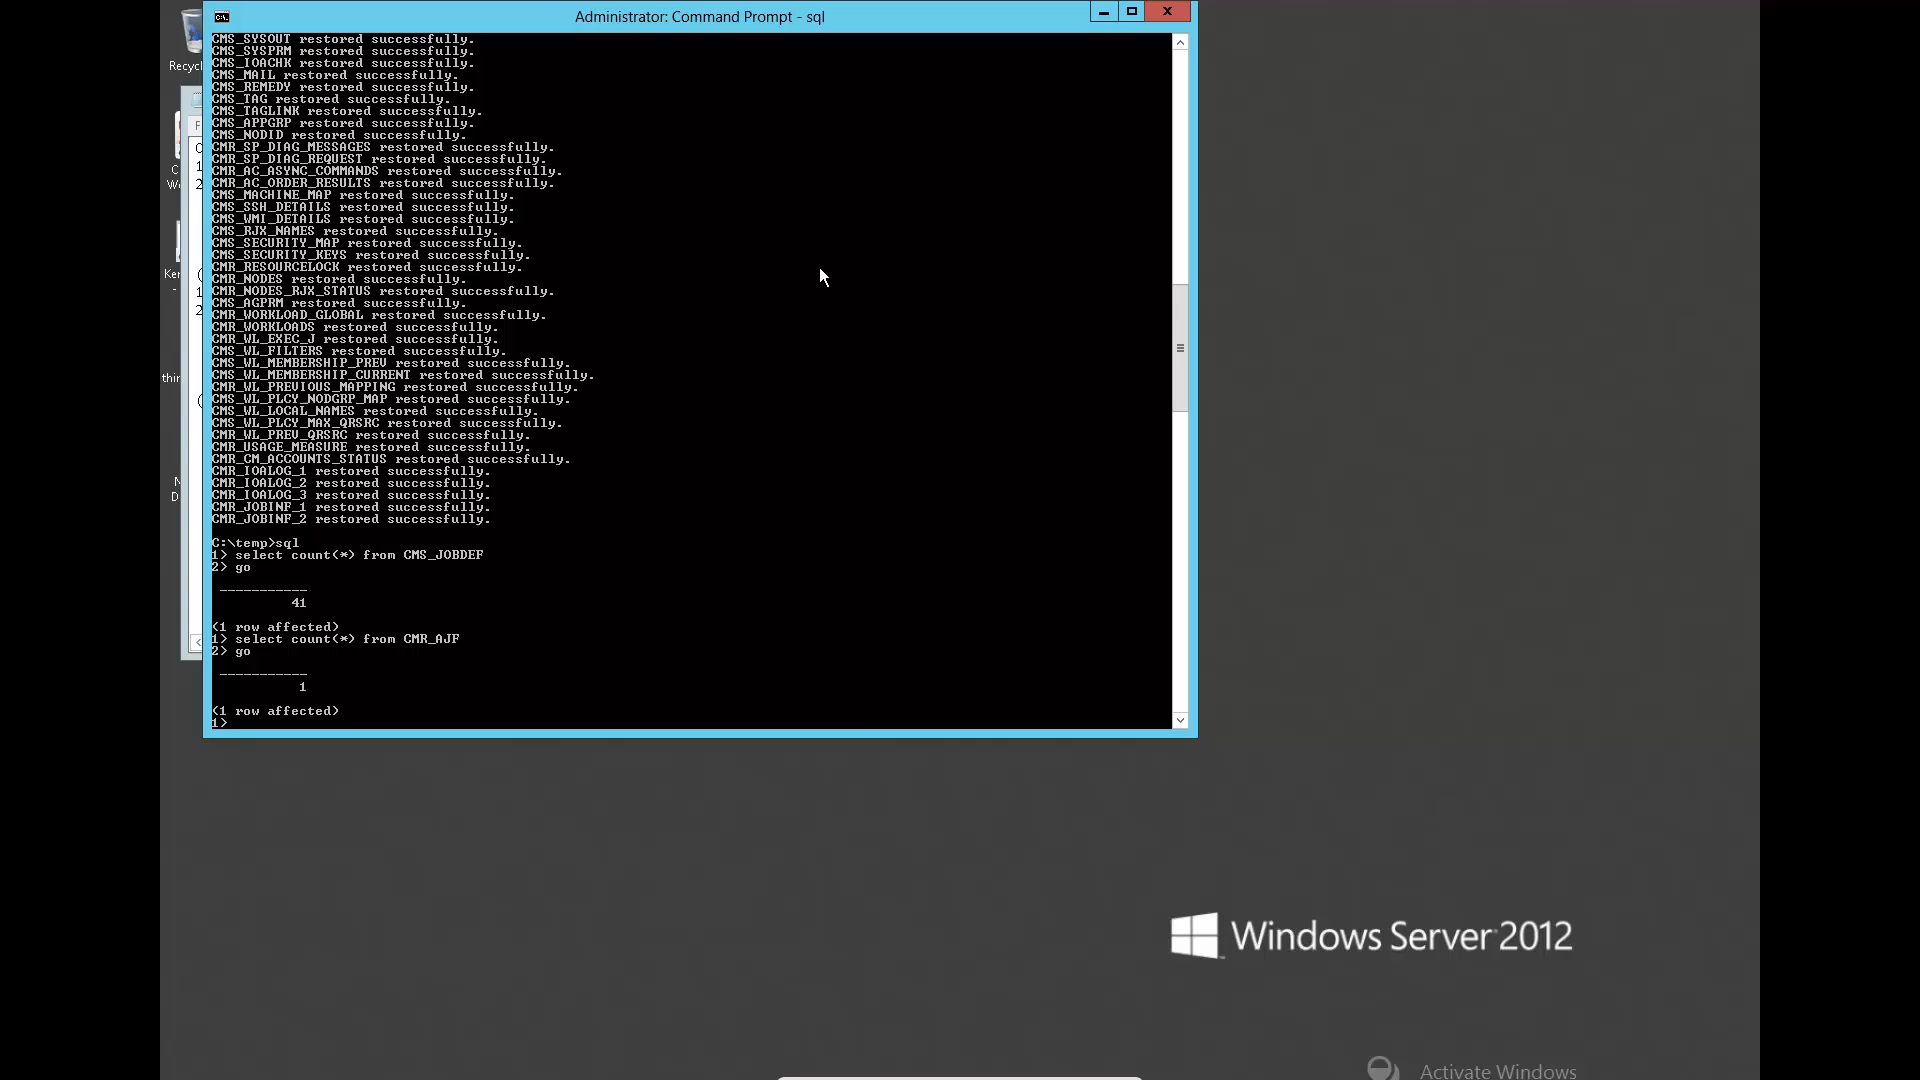 Administrator: Command Prompt - sql
Recyc
CMS_SYSOUT restored successfully.
CMS_SYSPRM restored successfully.
CMS_IOACHK restored successfully.
CMS_MAIL restored successfully.
CMS_REMEDY restored successfully.
CMS_TAG restored successfully.
CMS_TAGLINK restored successfully.
CMS_APPGRP restored successfully.
CMS_NODID restored successfully.
CMR_SP_DIAG_MESSAGES restored successfully.
CMR_SP_DIAG_REQUEST restored successfully.
CMR_AC_ASYNC_COMMANDS restored successfully.
CMR_AC_ORDER_RESULTS restored successfully.
CMS_MACHINE_MAP restored successfully.
CMS_SSH_DETAILS restored successfully.
CMS_WMI_DETAILS restored successfully.
CMS_RJX_NAMES restored successfully.
CMS_SECURITY_MAP restored successfully.
CMS_SECURITY_KEYS restored successfully.
CMR_RESOURCELOCK restored successfully.
CMR_NODES restored successfully.
CMR_NODES_RJX_STATUS restored successfully.
CMS_AGPRM restored successfully.
CMR_WORKLOAD_GLOBAL restored successfully.
CMR_WORKLOADS restored successfully.
CMR_WL_EXEC_J restored successfully.
CMS_WL_FILTERS restored successfully.
CMS_WL_MEMBERSHIP_PREV restored successfully.
CMS_WL_MEMBERSHIP_CURRENT restored successfully.
CMR_WL_PREVIOUS_MAPPING restored successfully.
CMS_WL_PLCY_NODGRP_MAP restored successfully.
CMS_WL_LOCAL_NAMES restored successfully.
CMS_WL_PLCY_MAX_QRSRC restored successfully.
CMR_WL_PREV_QRSRC restored successfully.
CMR_USAGE_MEASURE restored successfully.
CMR_CM_ACCOUNTS_STATUS restored successfully.
CMR_IOALOG_1 restored successfully.
CMR_IOALOG_2 restored successfully.
CMR_IOALOG_3 restored successfully.
CMR_JOBINF_1 restored successfully.
CMR_JOBINF_2 restored successfully.
C:\temp>sql
1> select count(*) from CMS_JOBDEF
2> go
-----------
41
(1 row affected)
1> select count(*) from CMR_AJF
2> go
-----------
1
(1 row affected)
1>
Ker
thin
Windows Server 2012
Activate Windows